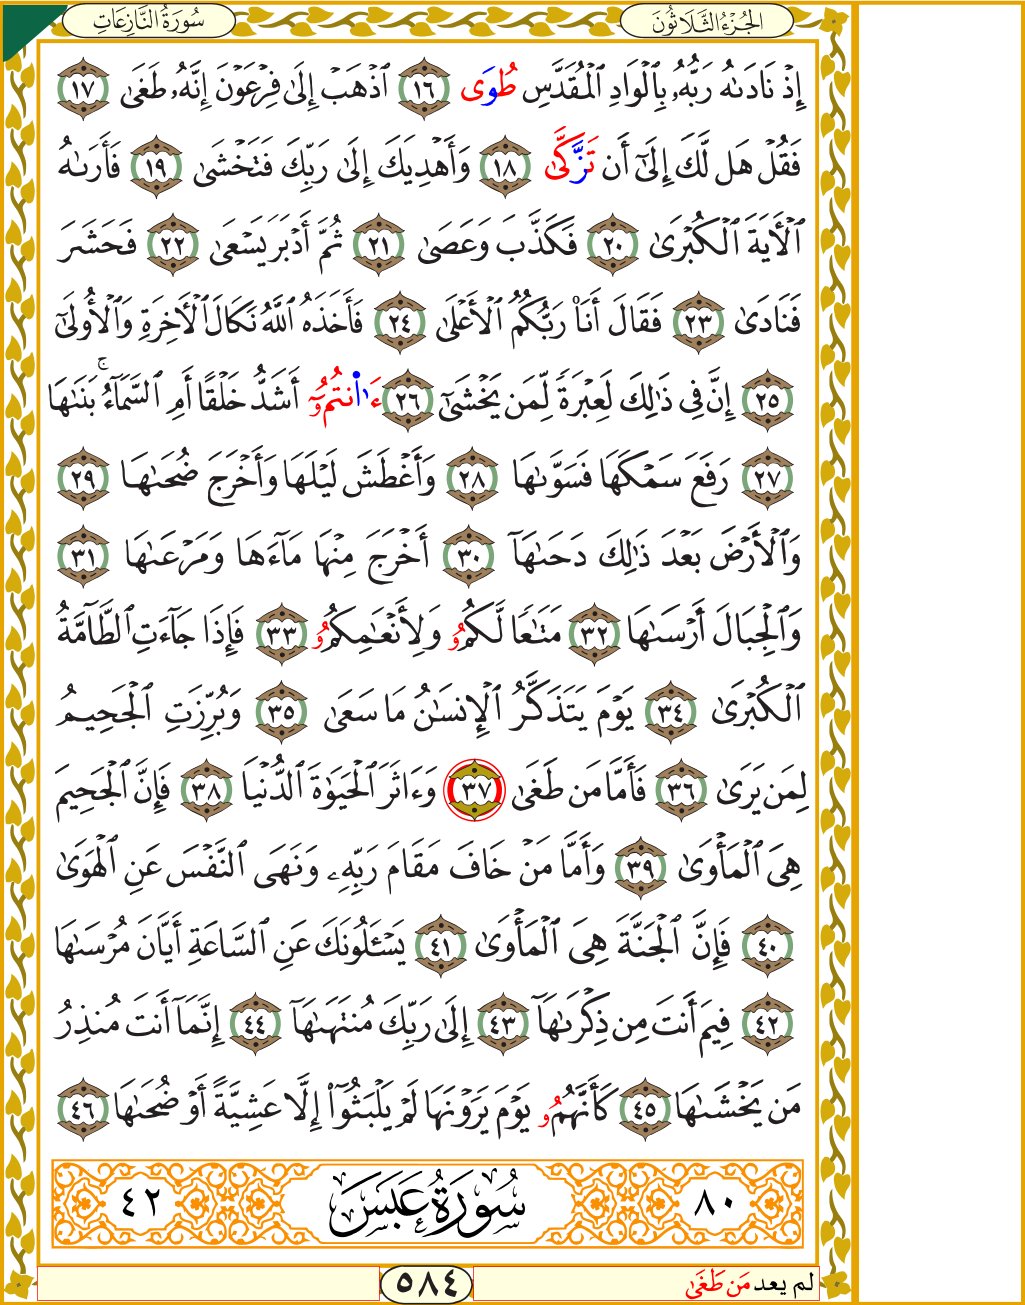 سُورَةُ النَّازِعَاتِ الجُزْءُ الثَّلَاثُونَ
إِذْ نَادَىٰهُ رَبُّهُۥ بِٱلْوَادِ ٱلْمُقَدَّسِ طُوَى ١٦ ٱذْهَبْ إِلَىٰ فِرْعَوْنَ إِنَّهُۥ طَغَىٰ ١٧
فَقُلْ هَل لَّكَ إِلَىٰٓ أَن تَزَّكَّىٰ ١٨ وَأَهْدِيَكَ إِلَىٰ رَبِّكَ فَتَخْشَىٰ ١٩ فَأَرَىٰهُ
ٱلْأٓيَةَ ٱلْكُبْرَىٰ ٢٠ فَكَذَّبَ وَعَصَىٰ ٢١ ثُمَّ أَدْبَرَ يَسْعَىٰ ٢٢ فَحَشَرَ
فَنَادَىٰ ٢٣ فَقَالَ أَنَا۠ رَبُّكُمُ ٱلْأَعْلَىٰ ٢٤ فَأَخَذَهُ ٱللَّهُ نَكَالَ ٱلْأٓخِرَةِ وَٱلْأُولَىٰٓ
٢٥ إِنَّ فِى ذَٰلِكَ لَعِبْرَةً لِّمَن يَخْشَىٰٓ ٢٦ ءَا۬نتُمُۥٓ أَشَدُّ خَلْقًا أَمِ ٱلسَّمَآءُ ۚ بَنَىٰهَا
٢٧ رَفَعَ سَمْكَهَا فَسَوَّىٰهَا ٢٨ وَأَغْطَشَ لَيْلَهَا وَأَخْرَجَ ضُحَىٰهَا ٢٩
وَٱلْأَرْضَ بَعْدَ ذَٰلِكَ دَحَىٰهَآ ٣٠ أَخْرَجَ مِنْهَا مَآءَهَا وَمَرْعَىٰهَا ٣١
وَٱلْجِبَالَ أَرْسَىٰهَا ٣٢ مَتَٰعًا لَّكُمُۥ وَلِأَنْعَٰمِكُمُۥ ٣٣ فَإِذَا جَآءَتِ ٱلطَّآمَّةُ
ٱلْكُبْرَىٰ ٣٤ يَوْمَ يَتَذَكَّرُ ٱلْإِنسَٰنُ مَا سَعَىٰ ٣٥ وَبُرِّزَتِ ٱلْجَحِيمُ
لِمَن يَرَىٰ ٣٦ فَأَمَّا مَن طَغَىٰ ٣٧ وَءَاثَرَ ٱلْحَيَوٰةَ ٱلدُّنْيَا ٣٨ فَإِنَّ ٱلْجَحِيمَ
هِىَ ٱلْمَأْوَىٰ ٣٩ وَأَمَّا مَنْ خَافَ مَقَامَ رَبِّهِۦ وَنَهَى ٱلنَّفْسَ عَنِ ٱلْهَوَىٰ
٤٠ فَإِنَّ ٱلْجَنَّةَ هِىَ ٱلْمَأْوَىٰ ٤١ يَسْـَٔلُونَكَ عَنِ ٱلسَّاعَةِ أَيَّانَ مُرْسَىٰهَا
٤٢ فِيمَ أَنتَ مِن ذِكْرَىٰهَآ ٤٣ إِلَىٰ رَبِّكَ مُنتَهَىٰهَآ ٤٤ إِنَّمَآ أَنتَ مُنذِرُ
مَن يَخْشَىٰهَا ٤٥ كَأَنَّهُمُۥ يَوْمَ يَرَوْنَهَا لَمْ يَلْبَثُوٓا۟ إِلَّا عَشِيَّةً أَوْ ضُحَىٰهَا ٤٦
٨٠ سُورَةُ عَبَسَ ٤٢
لم يعد مَن طَغَىٰ ٥٨٤